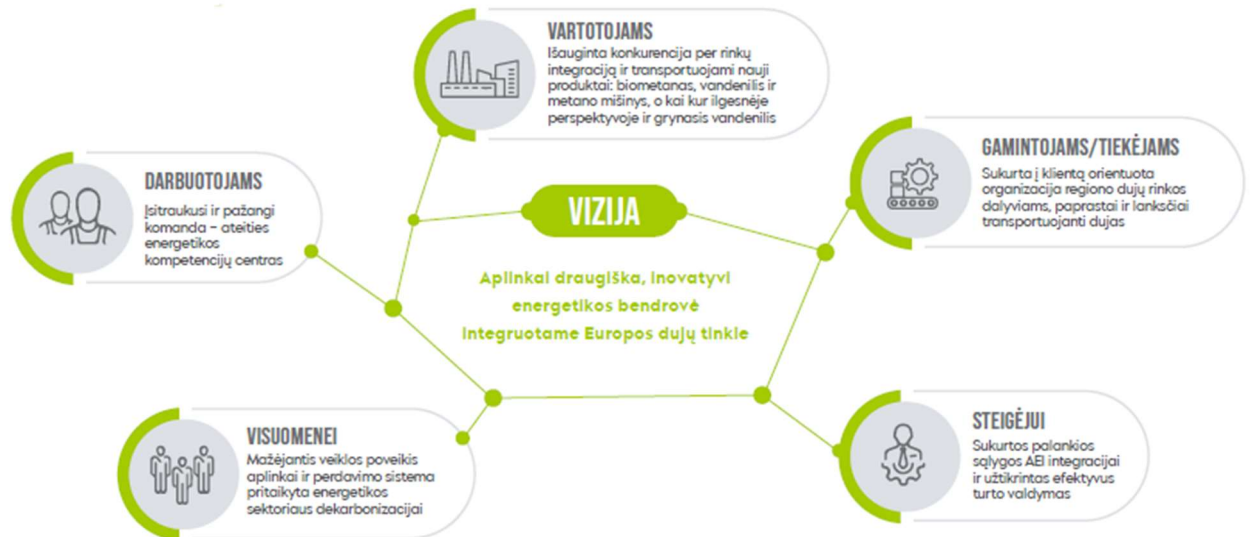 VARTOTOJAMS
Išauginta konkurencija per rinkų
integraciją ir transportuojami nauji
produktai: biometanas, vandenilis ir
metano mišinys, o kai kur ilgesnėje
perspektyvoje ir grynasis vandenilis
GAMINTOJAMS/TIEKĖJAMS
Sukurta į klientą orientuota
organizacija regiono dujų rinkos
dalyviams, paprastai ir lanksčiai
transportuojanti dujas
DARBUOTOJAMS
Įsitraukusi ir pažangi
komanda – ateities
energetikos
kompetencijų centras
VIZIJA
Aplinkai draugiška, inovatyvi
energetikos bendrovė
integruotame Europos dujų tinkle
VISUOMENEI
Mažėjantis veiklos poveikis
aplinkai ir perdavimo sistema
pritaikyta energetikos
sektoriaus dekarbonizacijai
STEIGĖJUI
Sukurtos palankios
sąlygos AEI integracijai
ir užtikrintas efektyvus
turto valdymas